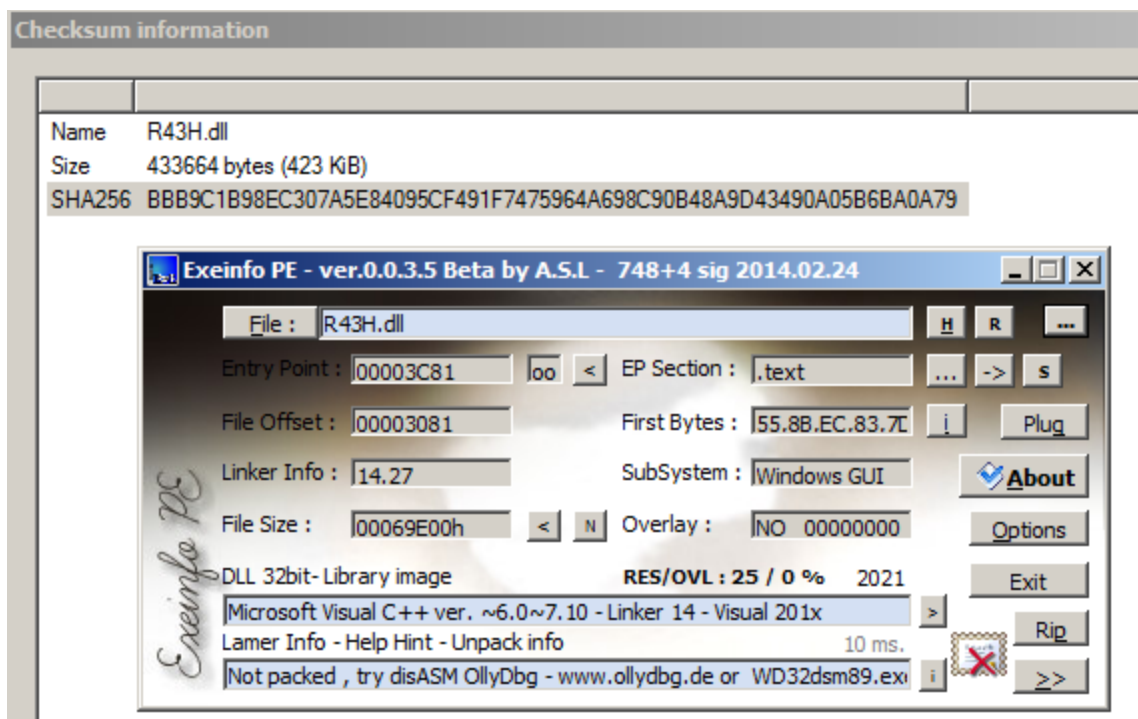 Checksum information
Name R43H.dll
Size 433664 bytes (423 KiB)
SHA256 BBB9C1B98EC307A5E84095CF491F7475964A698C90B48A9D43490A05B6BA0A79
Exeinfo PE - ver.0.0.3.5 Beta by A.S.L - 748+4 sig 2014.02.24
File : R43H.dll H R ...
Entry Point : 00003C81 oo < EP Section : .text ... -> S
File Offset : 00003081 First Bytes : 55.8B.EC.83.7D i Plug
Linker Info : 14.27 SubSystem : Windows GUI About
File Size : 00069E00h < N Overlay : NO 00000000 Options
Exeinfo PE
DLL 32bit- Library image RES/OVL : 25 / 0 % 2021 Exit
Microsoft Visual C++ ver. ~6.0~7.10 - Linker 14 - Visual 201x >
Lamer Info - Help Hint - Unpack info 10 ms. Rip
Not packed , try disASM OllyDbg - www.ollydbg.de or WD32dsm89.exe i >>